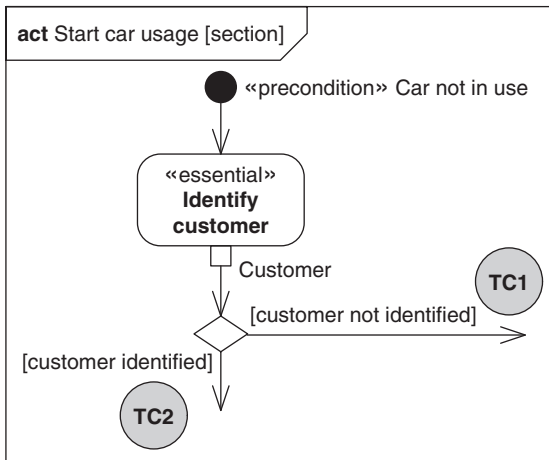 act Start car usage [section]
«precondition» Car not in use
«essential»
Identify
customer
Customer
TC1
[customer not identified]
[customer identified]
TC2